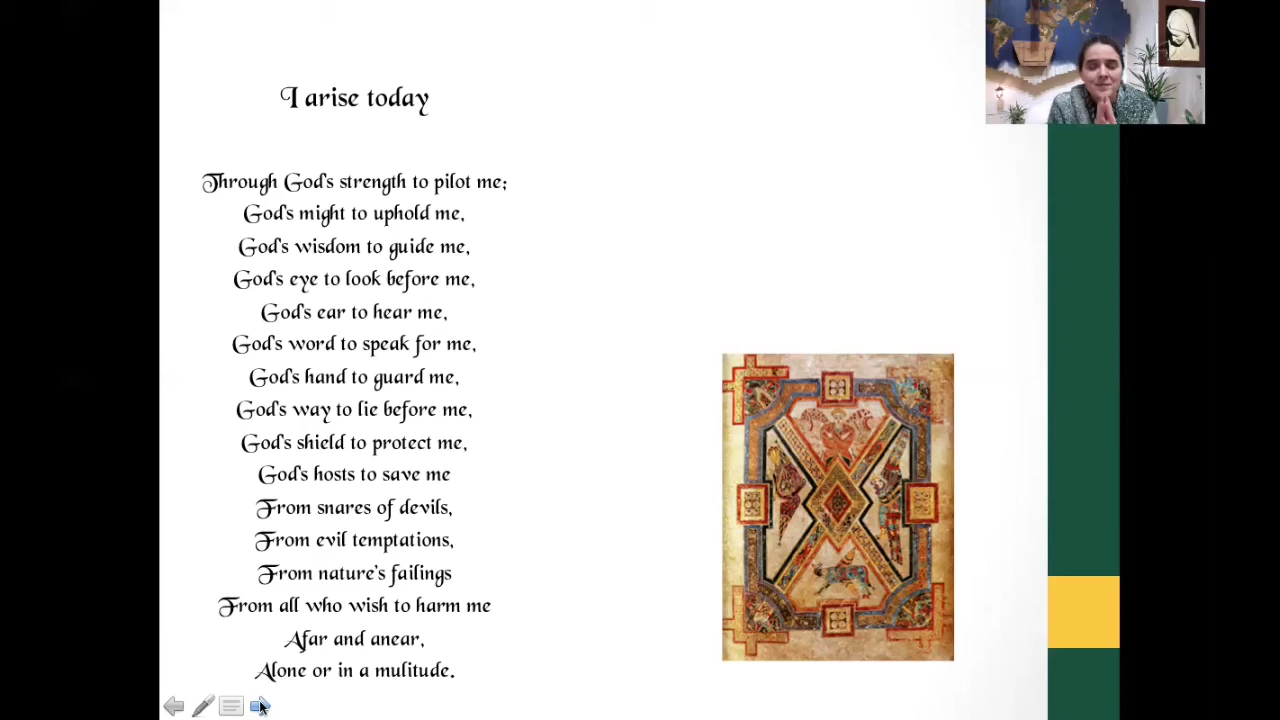 I arise today
Through God's strength to pilot me;
God's might to uphold me,
God's wisdom to guide me,
God's eye to look before me,
God's ear to hear me,
God's word to speak for me,
God's hand to guard me,
God's way to lie before me,
God's shield to protect me,
God's hosts to save me
From snares of devils,
From evil temptations,
From nature's failings
From all who wish to harm me
Afar and anear,
Alone or in a mulitude.